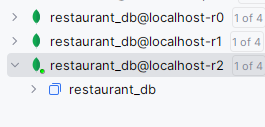 restaurant_db@localhost-r0 1 of 4
restaurant_db@localhost-r1 1 of 4
restaurant_db@localhost-r2 1 of 4
restaurant_db